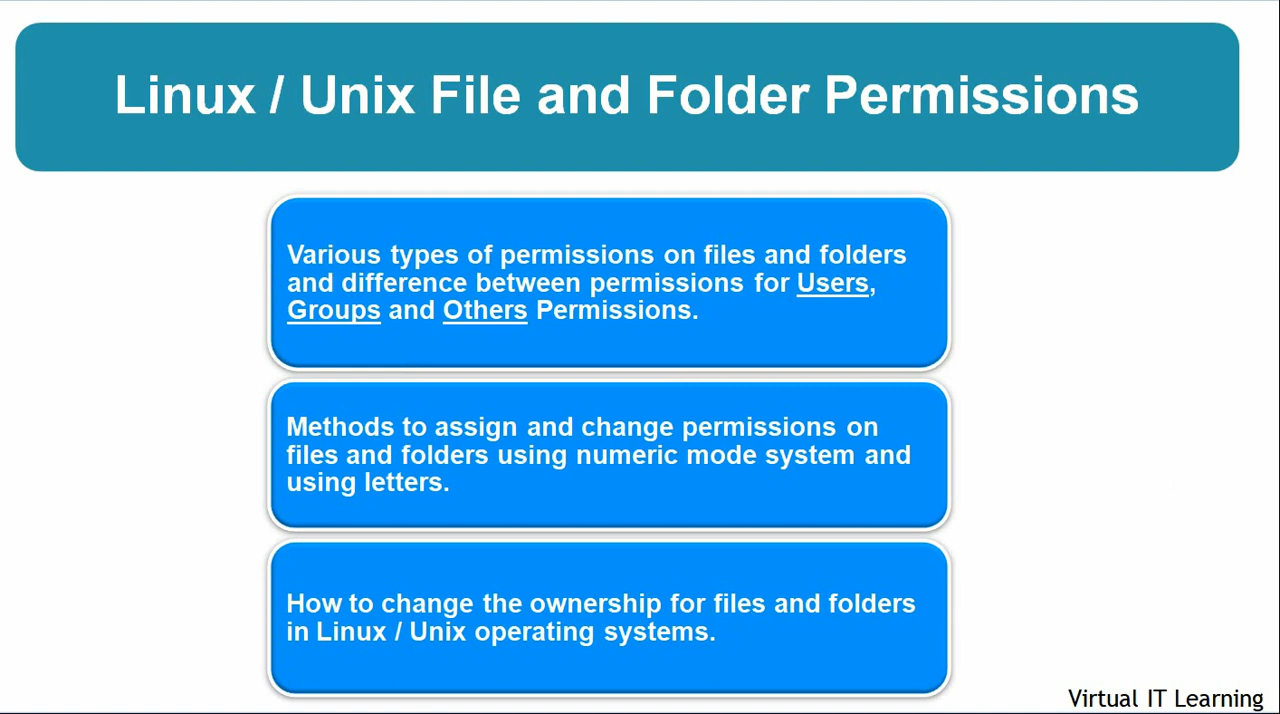 Linux / Unix File and Folder Permissions
Various types of permissions on files and folders
and difference between permissions for Users,
Groups and Others Permissions.
Methods to assign and change permissions on
files and folders using numeric mode system and
using letters.
How to change the ownership for files and folders
in Linux / Unix operating systems.
Virtual IT Learning